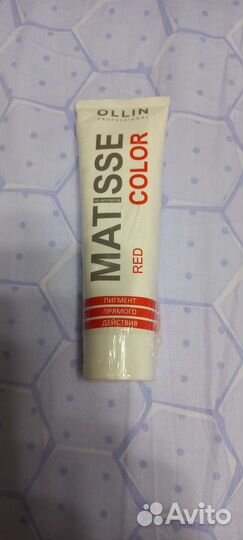 OLLIN
PROFESSIONAL
MATISSE
COLOR
RED
ПИГМЕНТ
ПРЯМОГО
ДЕЙСТВИЯ
Avito